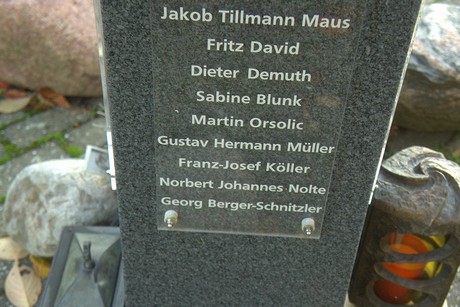 Jakob Tillmann Maus
Fritz David
Dieter Demuth
Sabine Blunk
Martin Orsolic
Gustav Hermann Müller
Franz-Josef Köller
Norbert Johannes Nolte
Georg Berger-Schnitzler